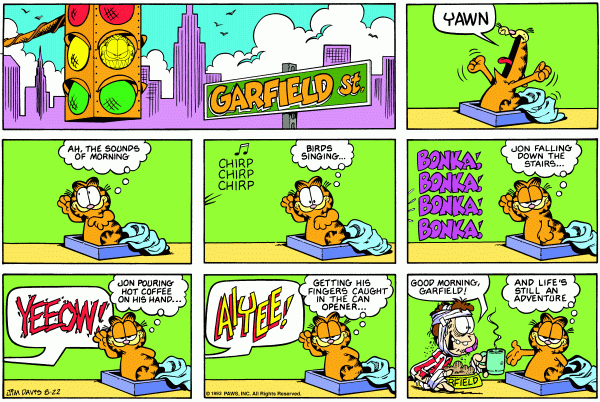 GARFIELD St.
YAWN
AH, THE SOUNDS
OF MORNING
CHIRP
CHIRP
CHIRP
BIRDS
SINGING...
BONKA!
BONKA!
BONKA!
BONKA!
JON FALLING
DOWN THE
STAIRS...
YEEOW!
JON POURING
HOT COFFEE
ON HIS HAND...
JIM DAVIS 8-22
AIYEE!
GETTING HIS
FINGERS CAUGHT
IN THE CAN
OPENER...
© 1993 PAWS, INC. All Rights Reserved.
GOOD MORNING,
GARFIELD!
AND LIFE'S
STILL AN
ADVENTURE
RFIELD